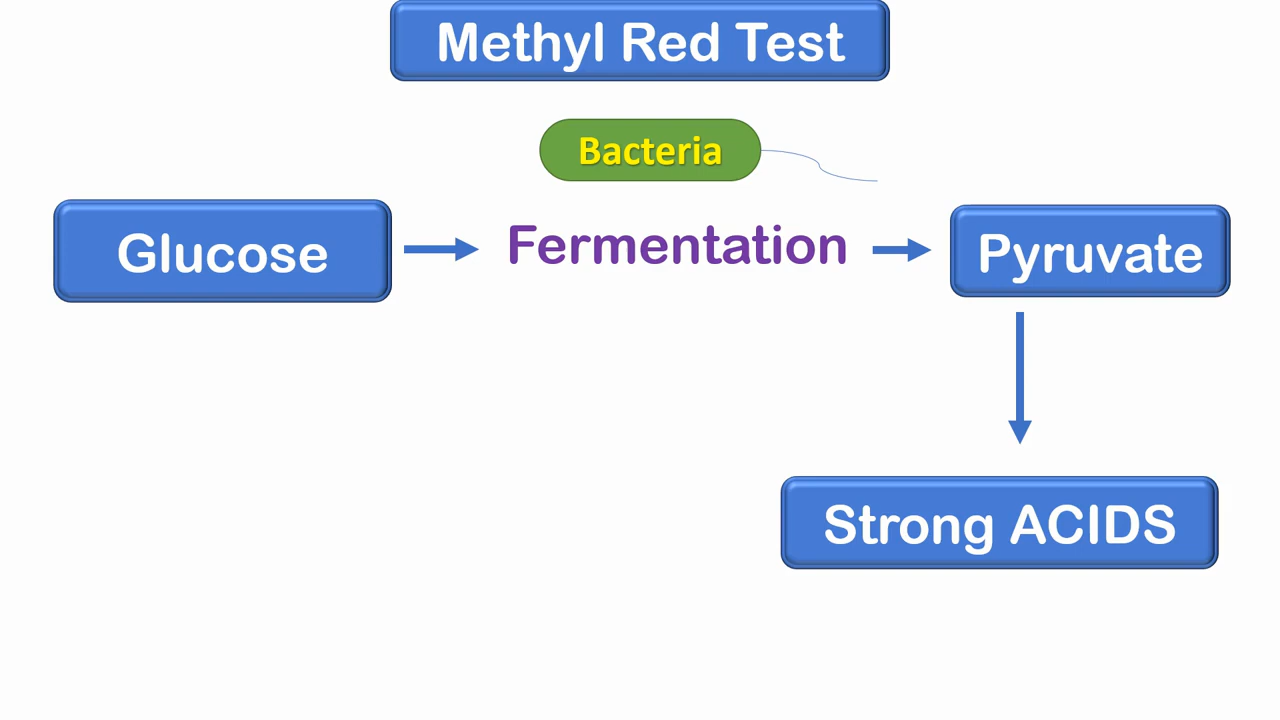 Methyl Red Test
Bacteria
Glucose
Fermentation
Pyruvate
Strong ACIDS